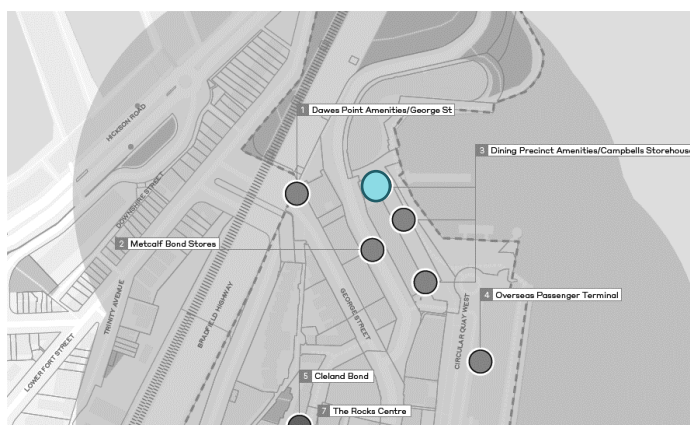 1 Dawes Point Amenities/George St
HICKSON ROAD
3 Dining Precinct Amenities/Campbells Storehouse
DOWNSHIRE STREET
2 Metcalf Bond Stores
4 Overseas Passenger Terminal
TRINITY AVENUE
BRADFIELD HIGHWAY
GEORGE STREET
CIRCULAR QUAY WEST
LOWER FORT STREET
5 Cleland Bond
7 The Rocks Centre